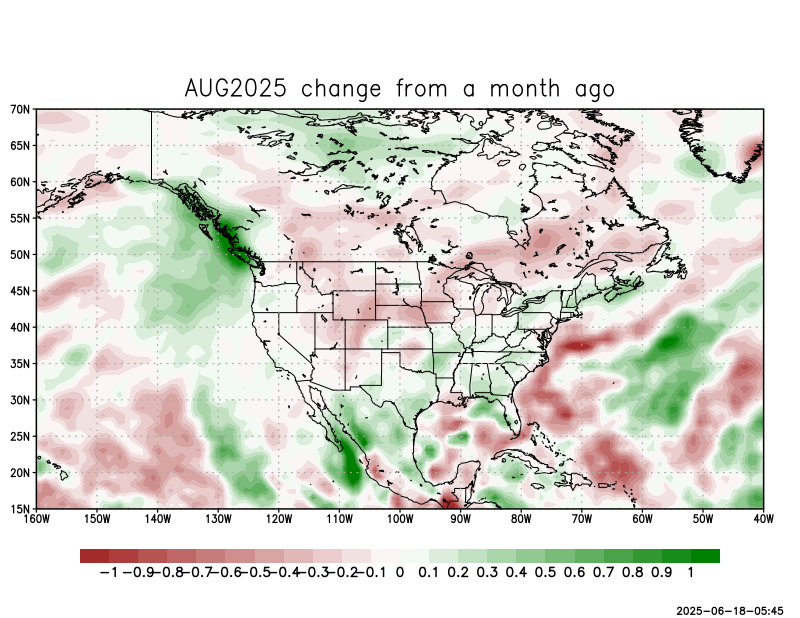 AUG2025 change from a month ago
70N
65N
60N
55N
50N
45N
40N
35N
30N
25N
20N
15N
160W 150W 140W 130W 120W 110W 100W 90W 80W 70W 60W 50W 40W
-1 -0.9 -0.8 -0.7 -0.6 -0.5 -0.4 -0.3 -0.2 -0.1 0 0.1 0.2 0.3 0.4 0.5 0.6 0.7 0.8 0.9 1
2025-06-18-05:45